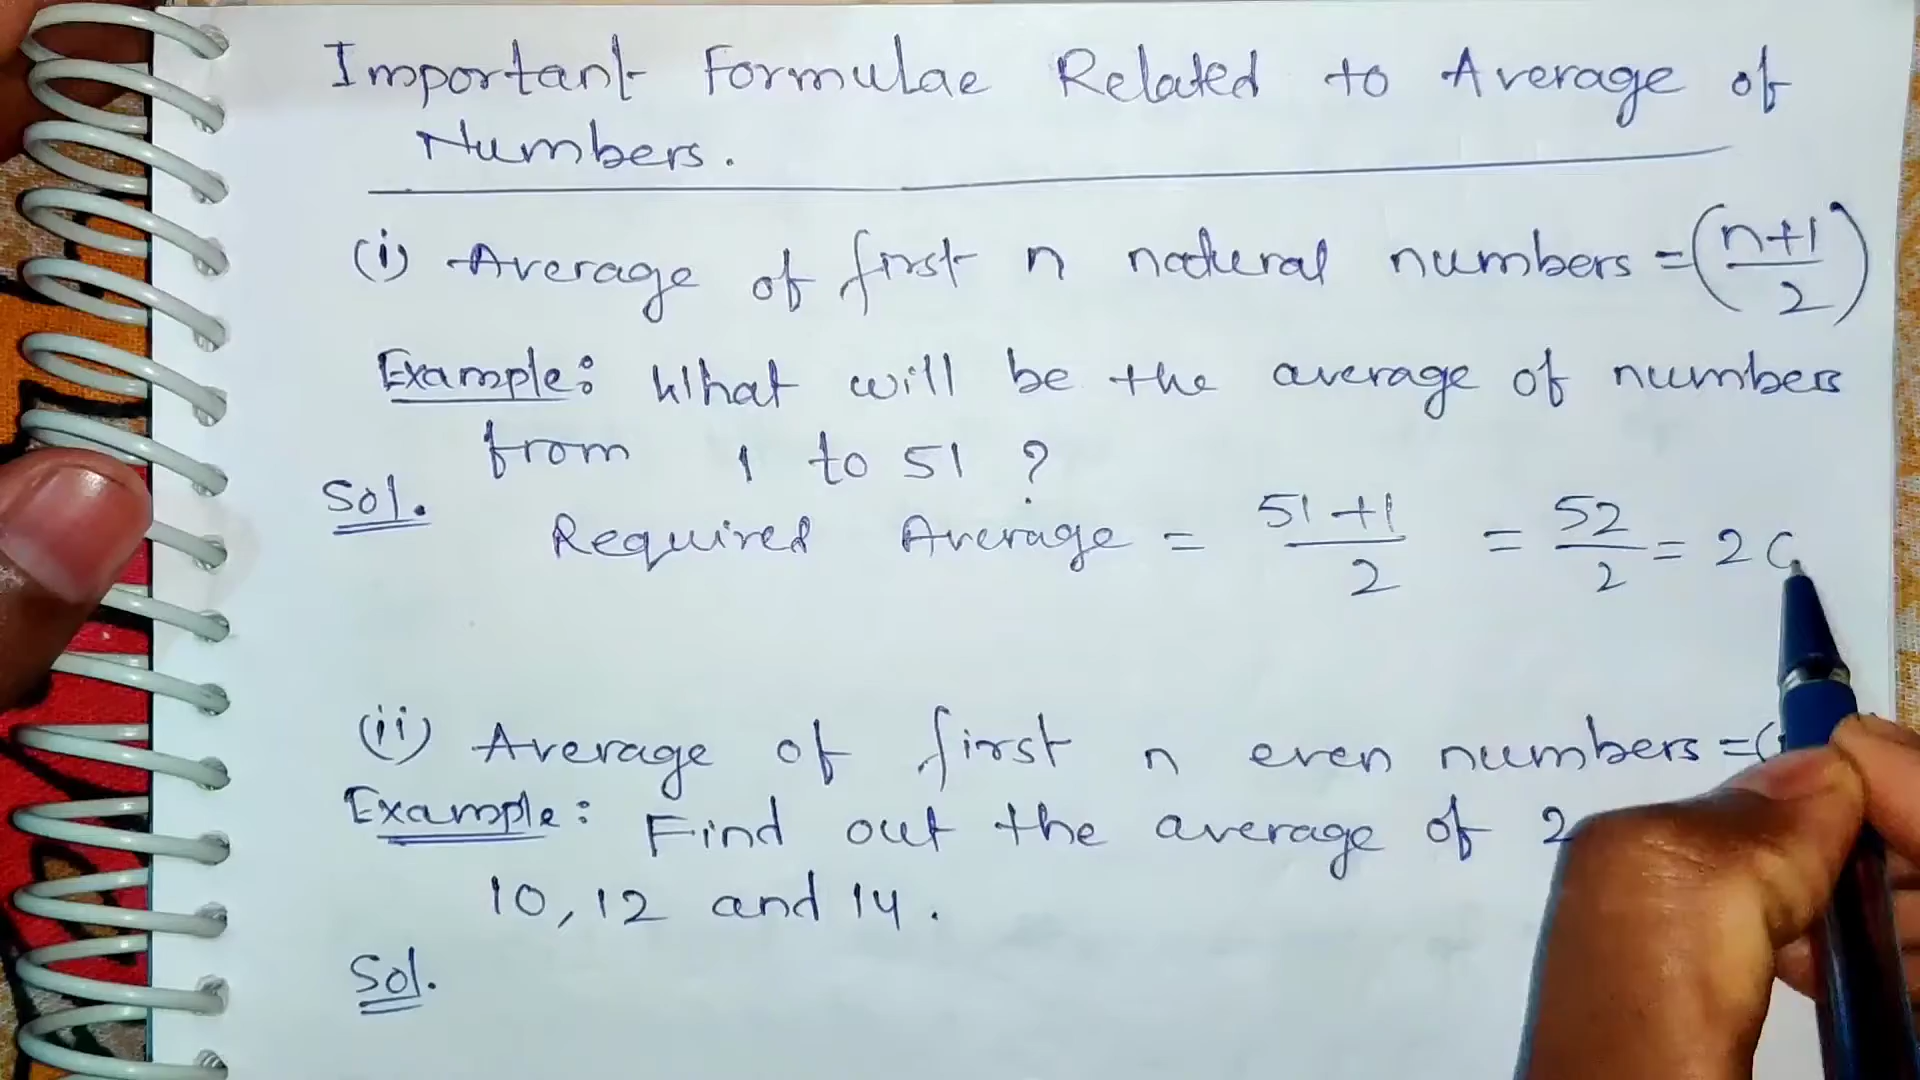 Important Formulae Related to Average of
Numbers.
(i) Average of first n natural numbers = (n+1/2)
Example: What will be the average of numbers
from 1 to 51 ?
Sol.
Required Average = 51+1/2 = 52/2 = 2
(ii) Average of first n even numbers = (
Example: Find out the average of 2
10, 12 and 14.
Sol.